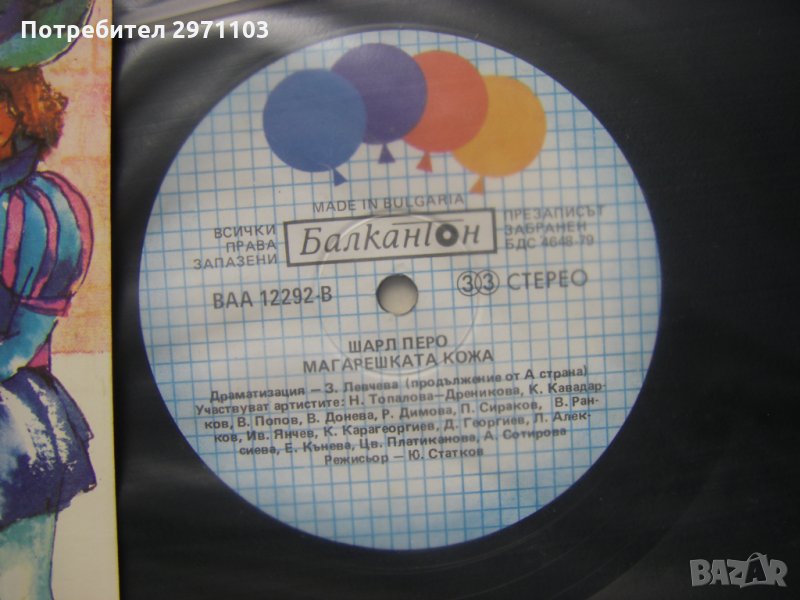 Потребител 2971103
MADE IN BULGARIA
ВСИЧКИ
ПРАВА
ЗАПАЗЕНИ
Балкантон
ПРЕЗАПИСЪТ
ЗАБРАНЕН
БДС 4648-79
ВАА 12292-В
33 СТЕРЕО
ШАРЛ ПЕРО
МАГАРЕШКАТА КОЖА
Драматизация — З. Левчева (продължение от А страна)
Участвуват артистите: Н. Топалова—Дреникова, К. Кавадар-
ков, В. Попов, В. Донева, Р. Димова, П. Сираков, В. Ран-
ков, Ив. Янчев, К. Карагеоргиев, Д. Георгиев, Л. Алек-
сиева, Е. Кънева, Цв. Платиканова, А. Сотирова
Режисьор — Ю. Статков
BAZAR